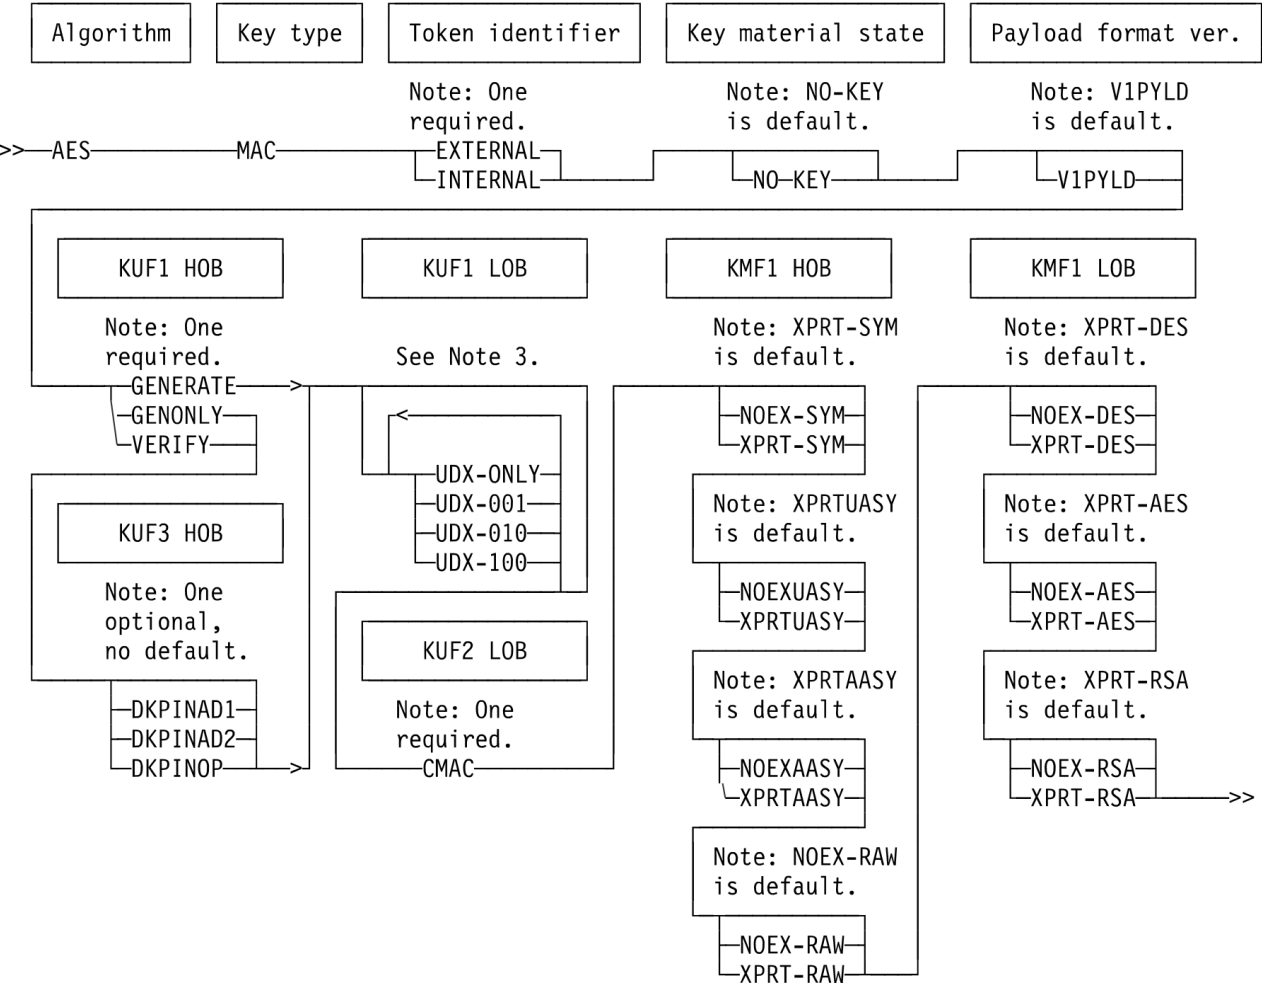 Algorithm Key type Token identifier Key material state Payload format ver.
Note: One Note: NO-KEY Note: V1PYLD
required. is default. is default.
>>—AES—MAC—EXTERNAL
INTERNAL NO-KEY V1PYLD
KUF1 HOB KUF1 LOB KMF1 HOB KMF1 LOB
Note: One Note: XPRT-SYM Note: XPRT-DES
required. See Note 3. is default. is default.
GENERATE—>
GENONLY < NOEX-SYM NOEX-DES
VERIFY XPRT-SYM XPRT-DES
UDX-ONLY
UDX-001 Note: XPRTUASY Note: XPRT-AES
KUF3 HOB UDX-010 is default. is default.
UDX-100
Note: One NOEXUASY NOEX-AES
optional, XPRTUASY XPRT-AES
no default. KUF2 LOB
Note: XPRTAASY Note: XPRT-RSA
DKPINAD1 Note: One is default. is default.
DKPINAD2 required.
DKPINOP—> CMAC NOEXAASY NOEX-RSA
XPRTAASY XPRT-RSA—>>
Note: NOEX-RAW
is default.
NOEX-RAW
XPRT-RAW